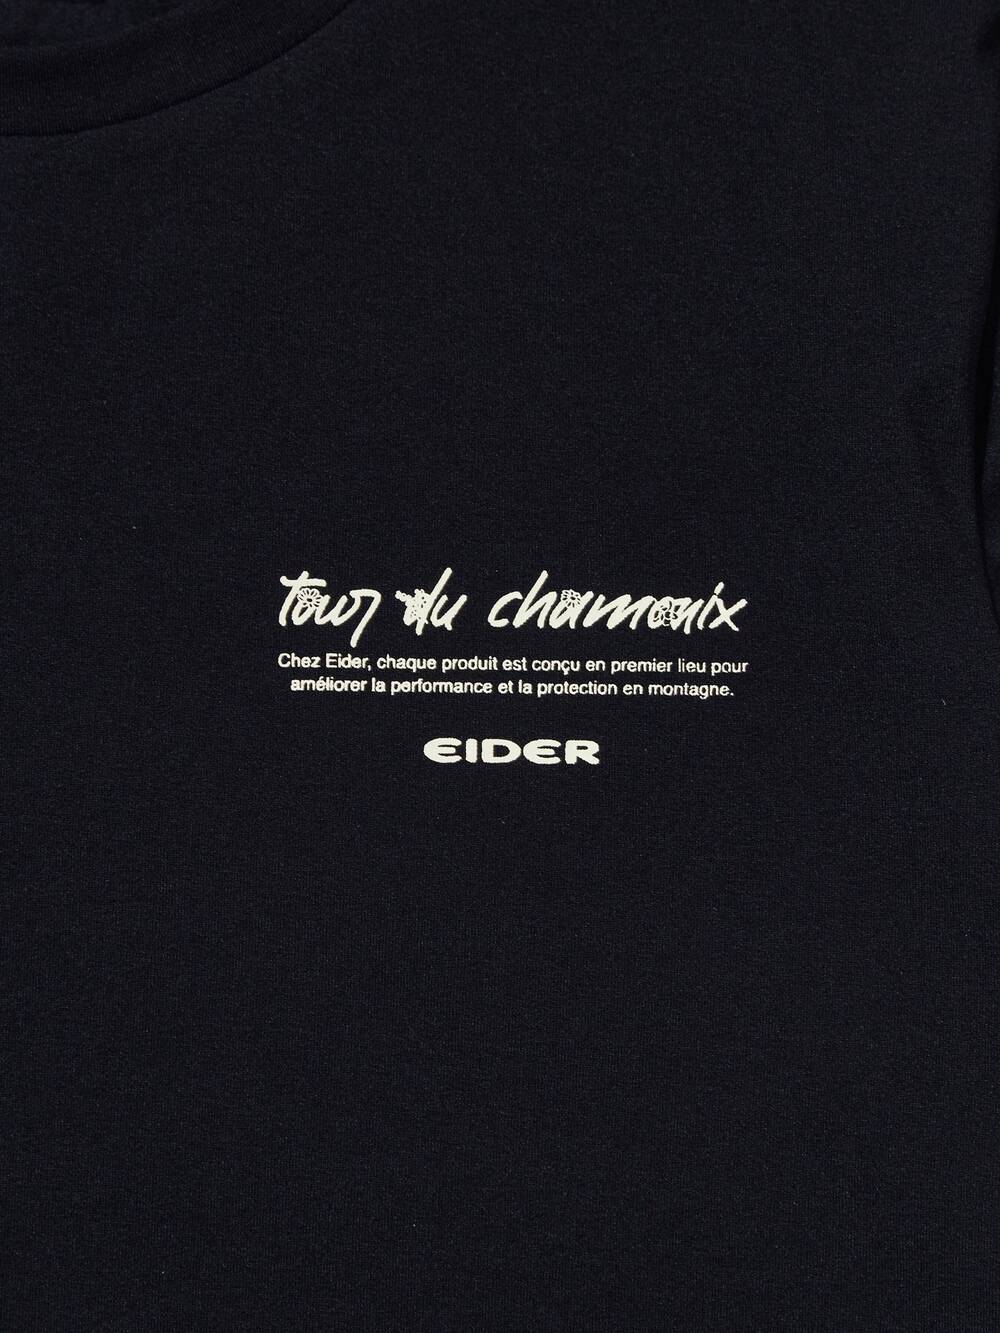 tour du chamonix
Chez Eider, chaque produit est conçu en premier lieu pour
améliorer la performance et la protection en montagne.
EIDER